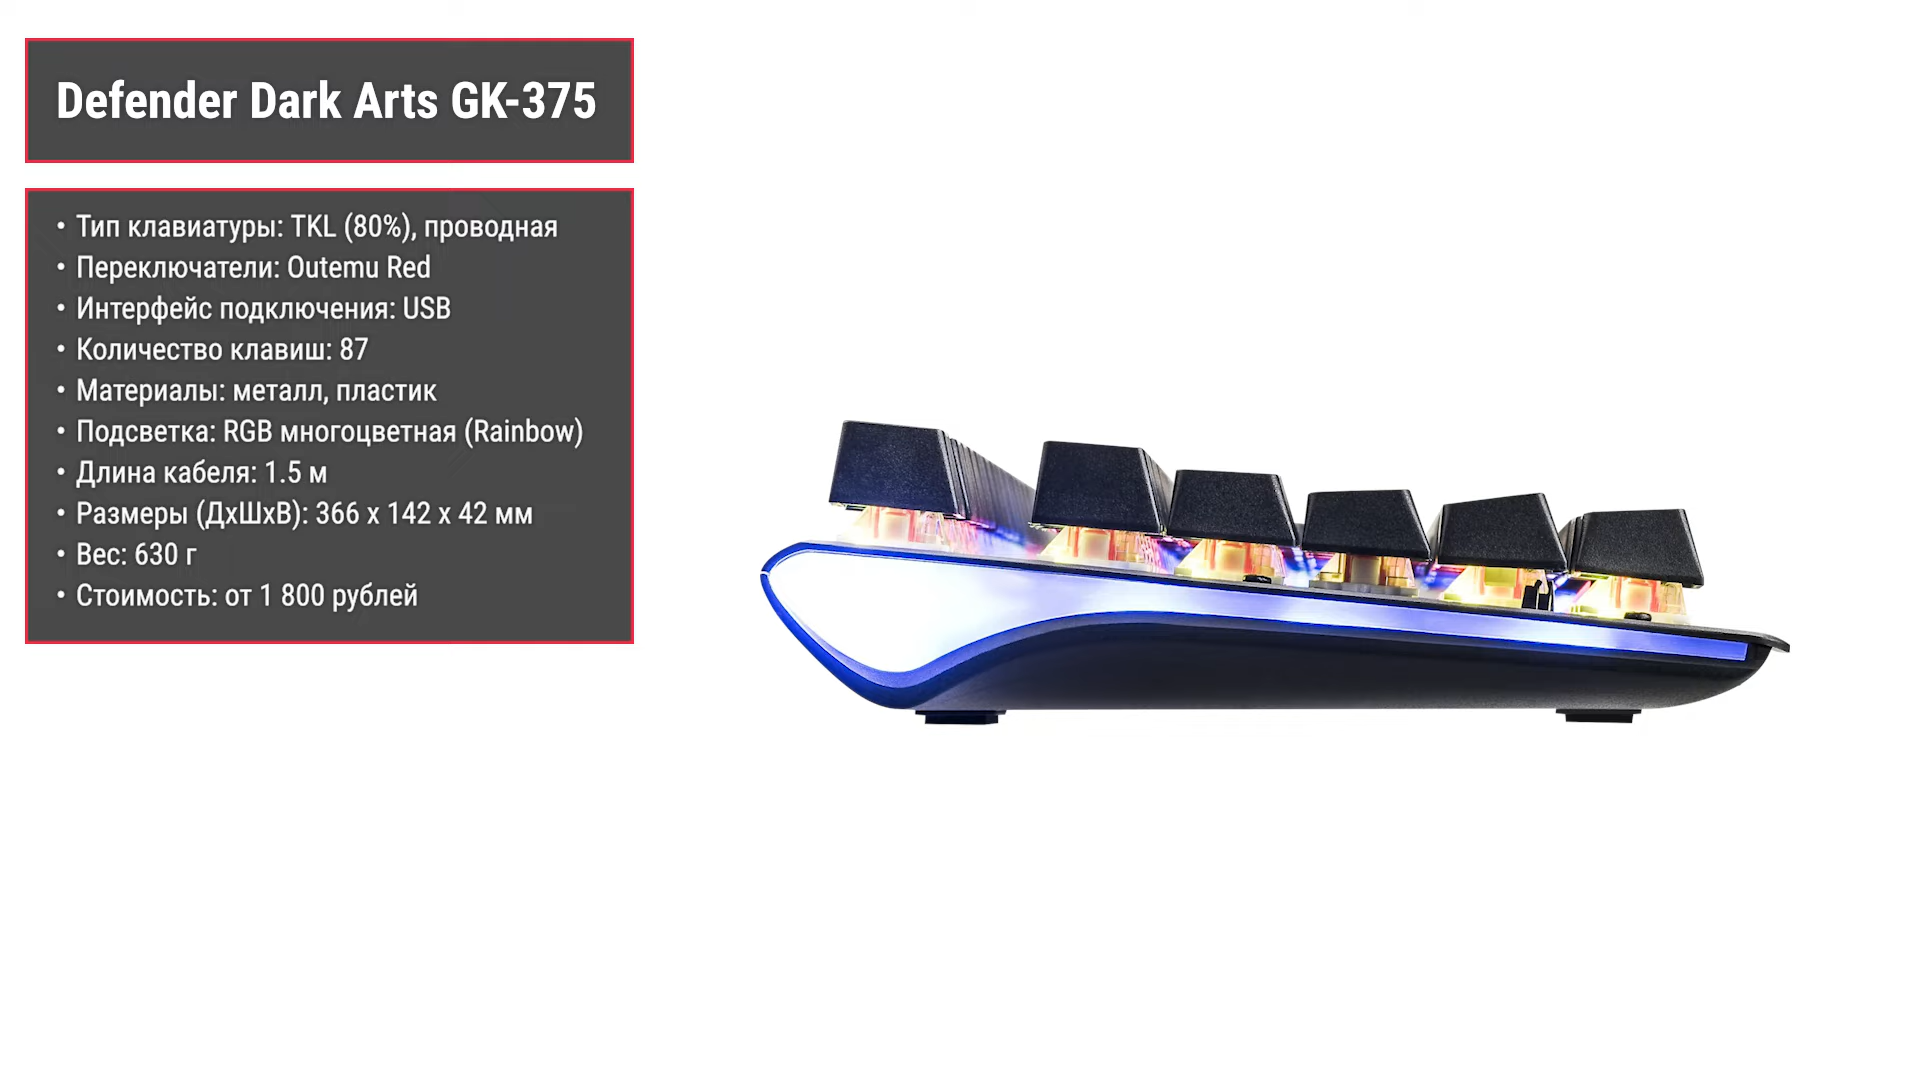 Defender Dark Arts GK-375
• Тип клавиатуры: TKL (80%), проводная
• Переключатели: Outemu Red
• Интерфейс подключения: USB
• Количество клавиш: 87
• Материалы: металл, пластик
• Подсветка: RGB многоцветная (Rainbow)
• Длина кабеля: 1.5 м
• Размеры (ДхШхВ): 366 х 142 х 42 мм
• Вес: 630 г
• Стоимость: от 1 800 рублей